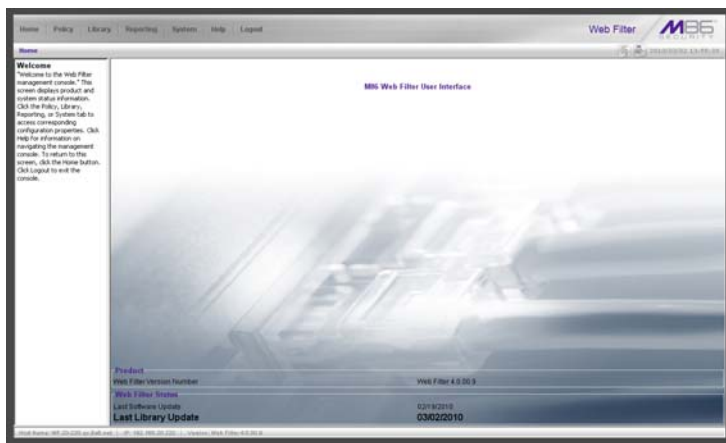 Home Policy Library Reporting System Help Logout
Web Filter
M86
SECURITY
Home
Welcome
"Welcome to the Web Filter
management console." This
screen displays product and
system status information.
Click the Policy, Library,
Reporting, or System tab to
access corresponding
configuration properties. Click
Help for information on
navigating the management
console. To return to this
screen, click the Home button.
Click Logout to exit the
console.
M86 Web Filter User Interface
Product
Web Filter Version Number Web Filter 4.0.00.9
Web Filter Status
Last Software Update 02/19/2010
Last Library Update 03/02/2010